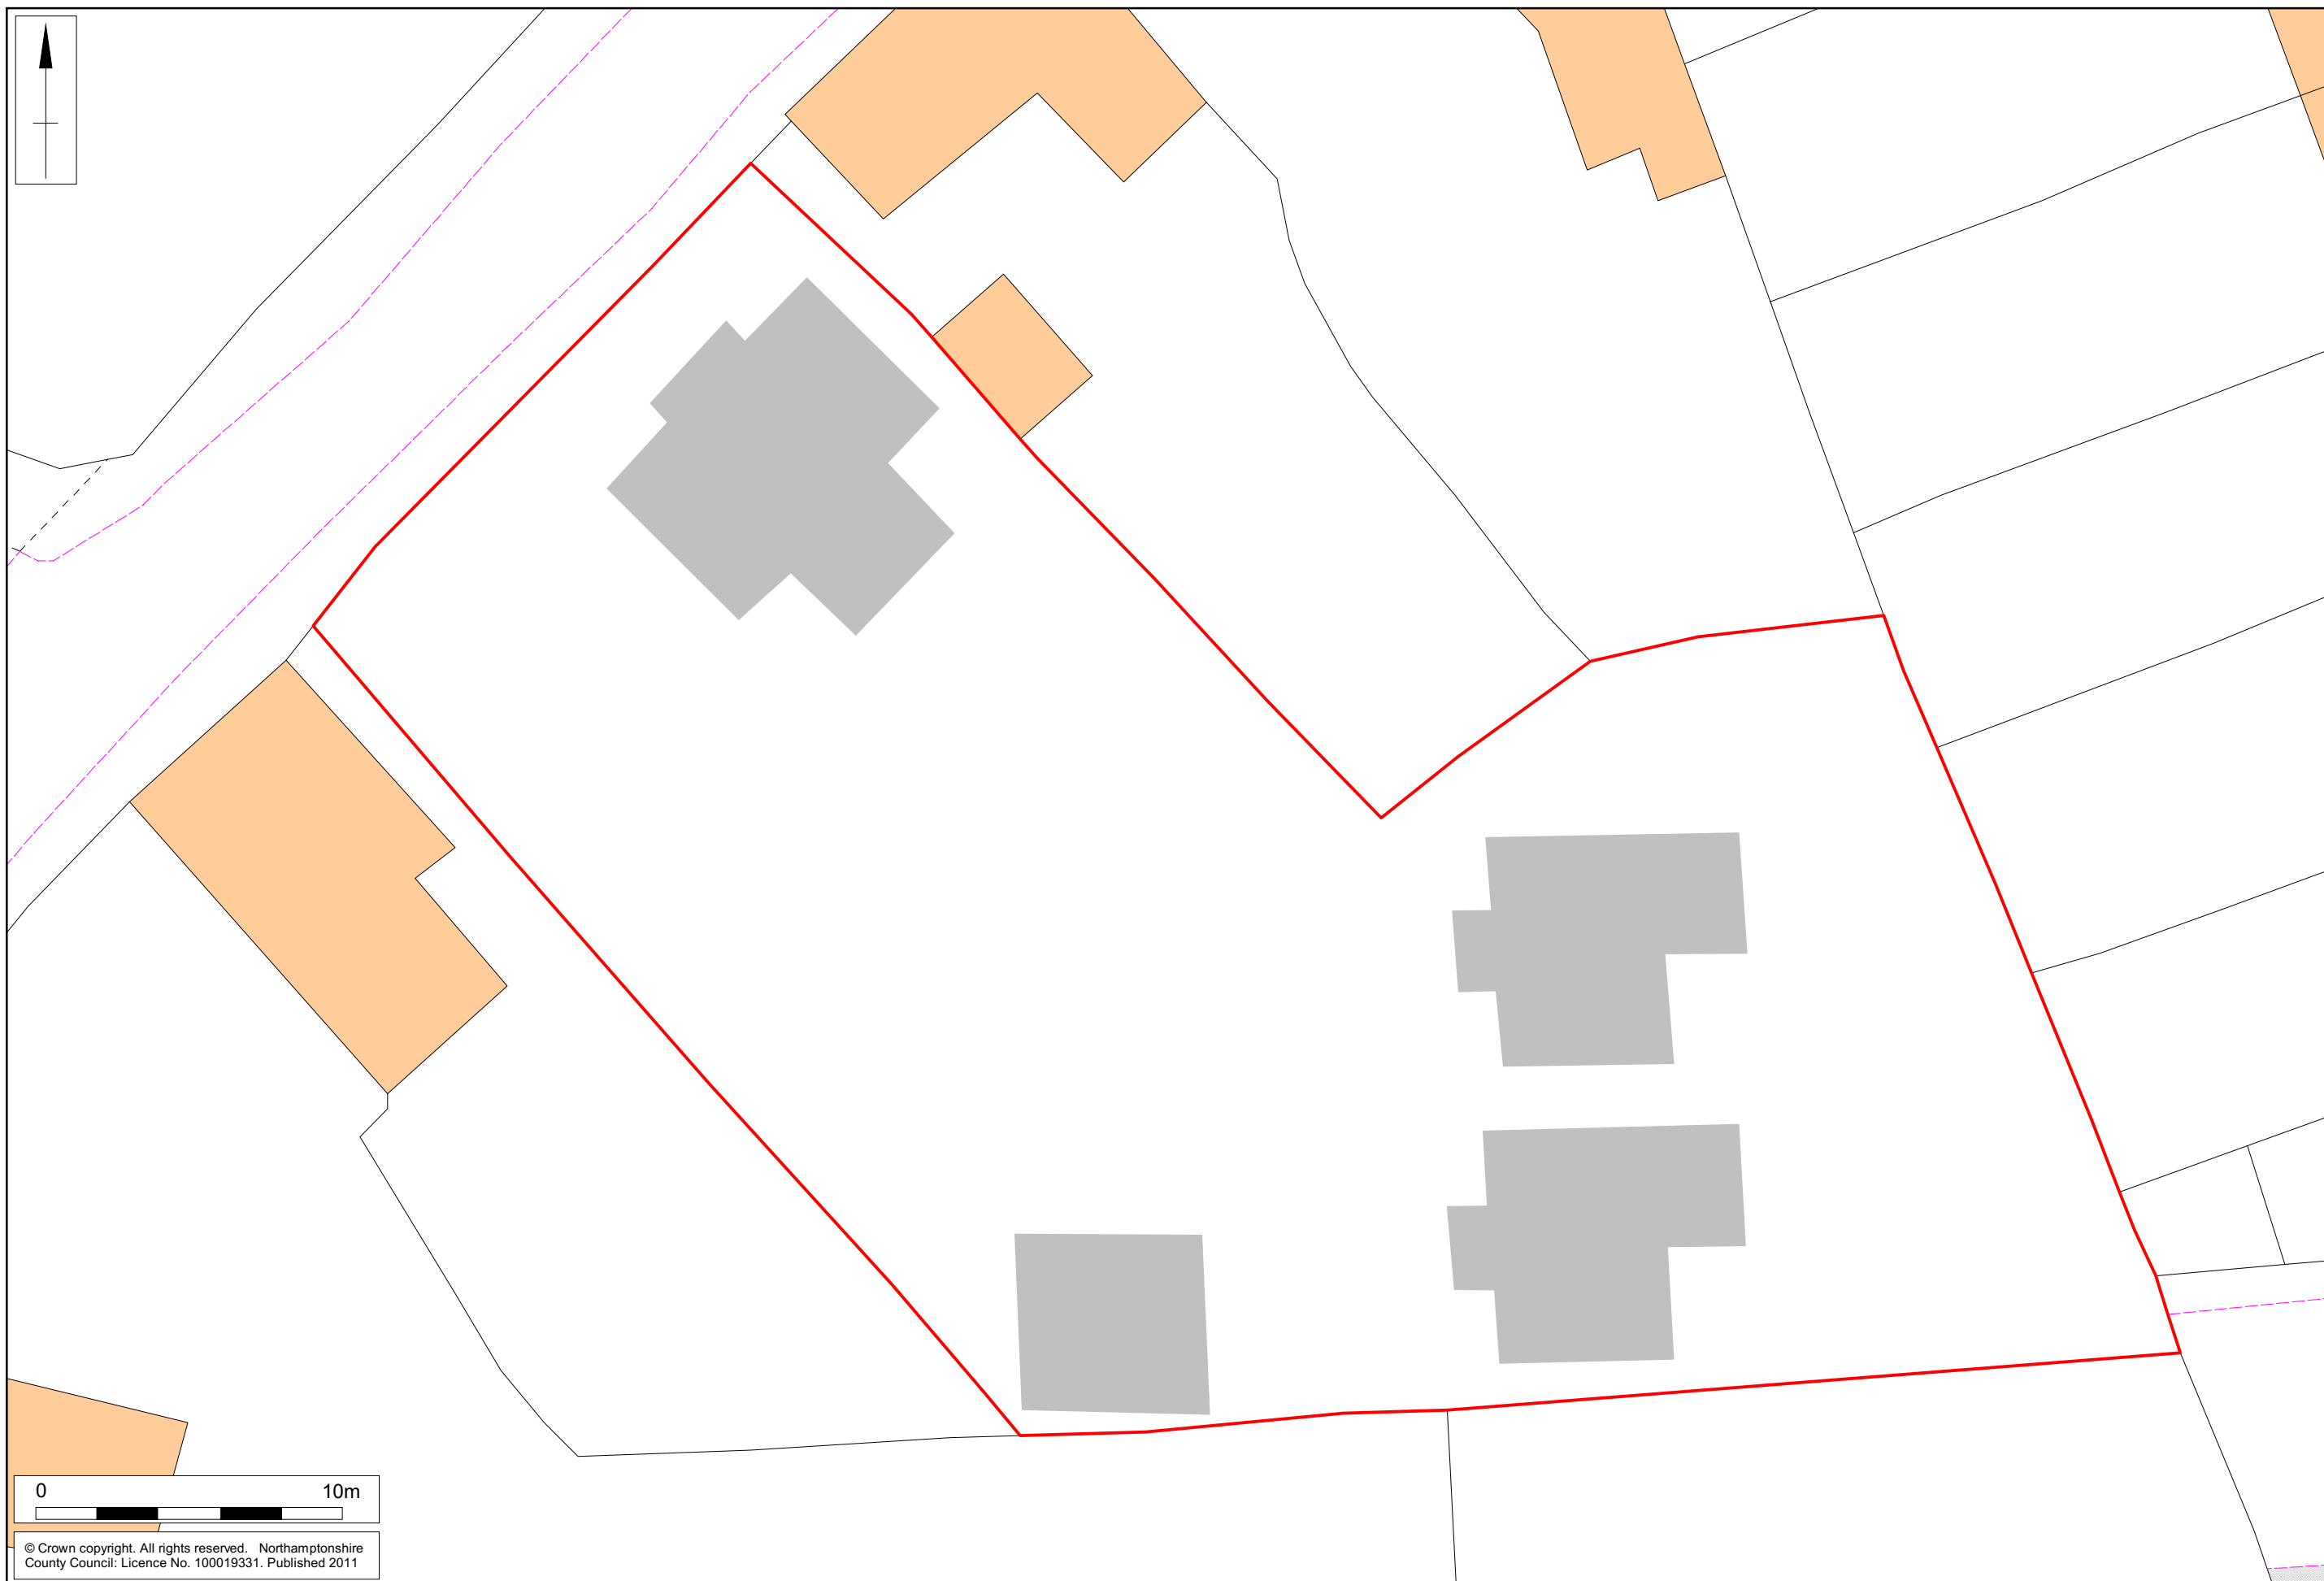 0 10m
© Crown copyright. All rights reserved. Northamptonshire
County Council: Licence No. 100019331. Published 2011